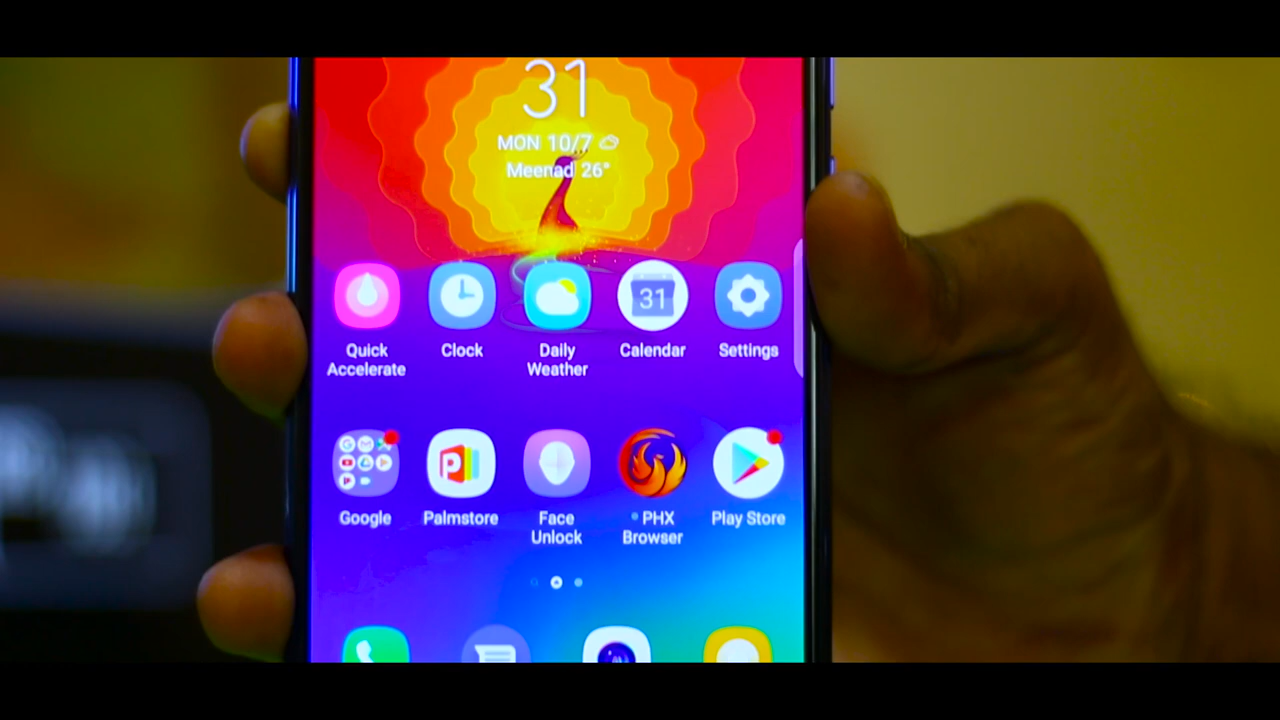 31
MON 10/7
Meenad 26°
31
Quick Accelerate
Clock
Daily Weather
Calendar
Settings
P
Google
Palmstore
Face Unlock
PHX Browser
Play Store